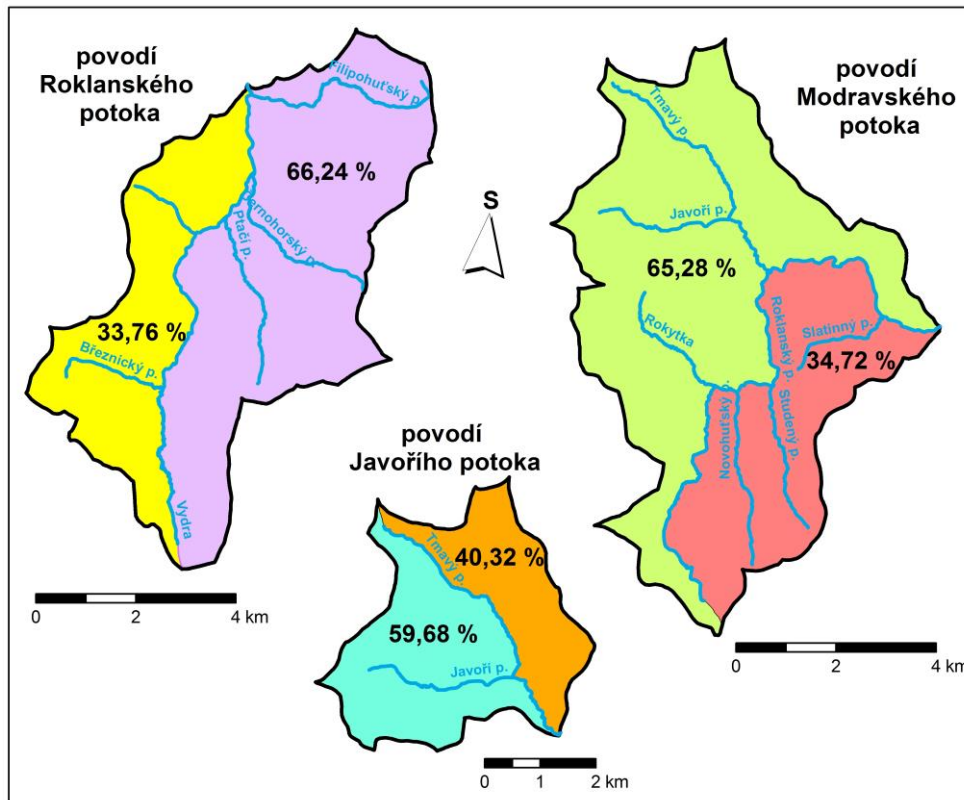 povodí
Roklanského
potoka
Filipohuťský p.
66,24 %
Ptačí p.
33,76 %
Březnický p.
Vydra
0 2 4 km
S
povodí
Modravského
potoka
Tmavý p.
Javoří p.
65,28 %
Rokytka
Roklanský p.
Slatinný p.
34,72 %
Novohuťský p.
Studený p.
0 2 4 km
povodí
Javořího potoka
Tmavý p.
40,32 %
59,68 %
Javoří p.
0 1 2 km